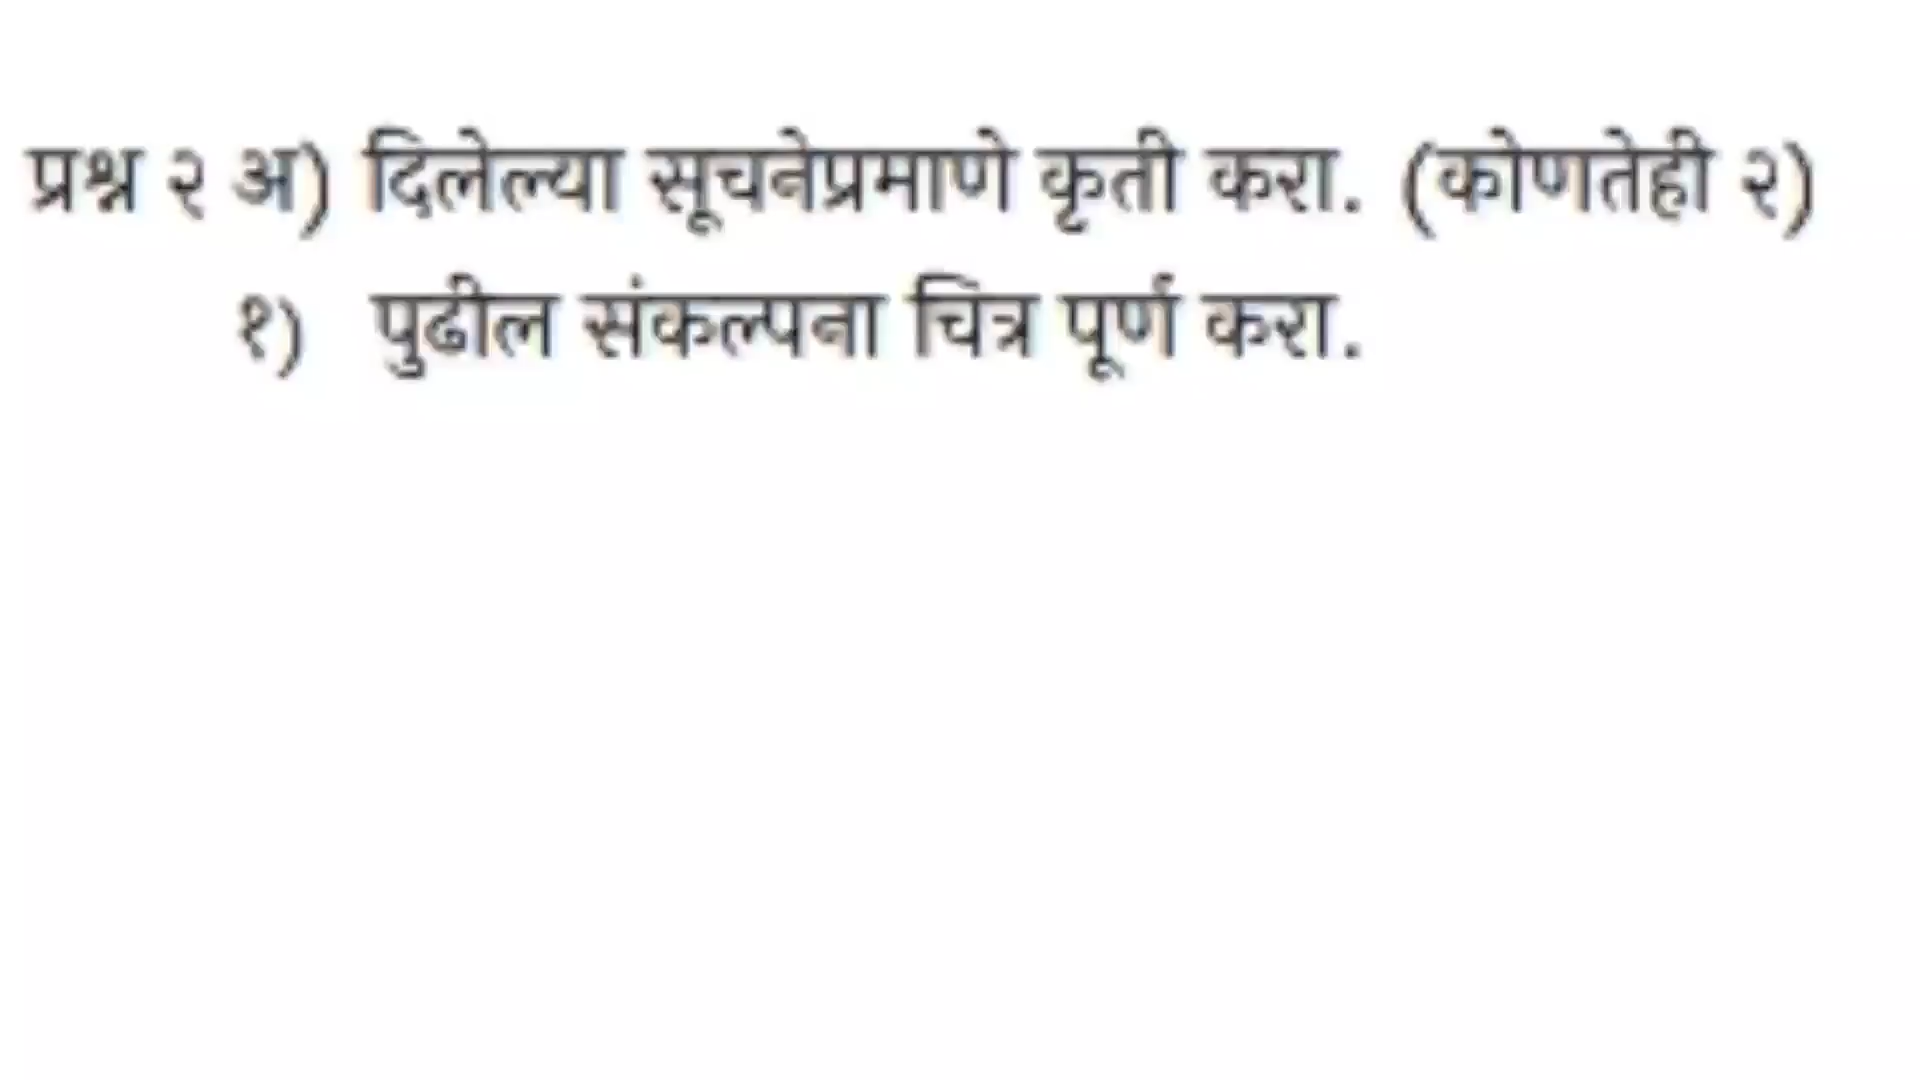 प्रश्न २ अ) दिलेल्या सूचनेप्रमाणे कृती करा. (कोणतेही २)
१) पुढील संकल्पना चित्र पूर्ण करा.